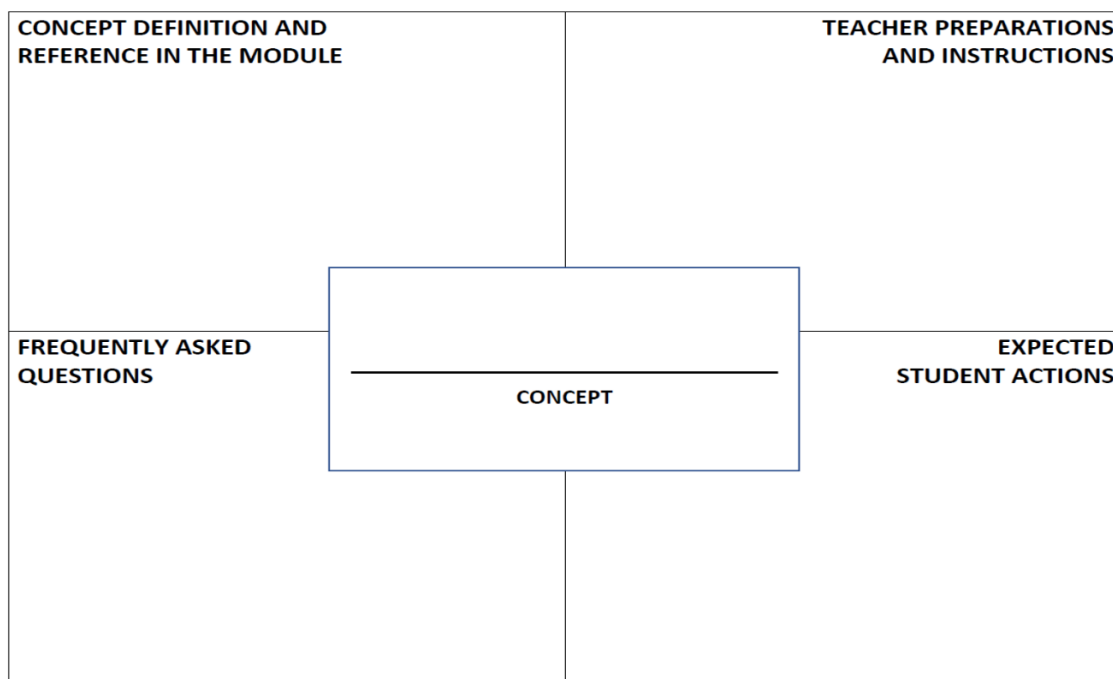 CONCEPT DEFINITION AND
REFERENCE IN THE MODULE
TEACHER PREPARATIONS
AND INSTRUCTIONS
FREQUENTLY ASKED
QUESTIONS
CONCEPT
EXPECTED
STUDENT ACTIONS